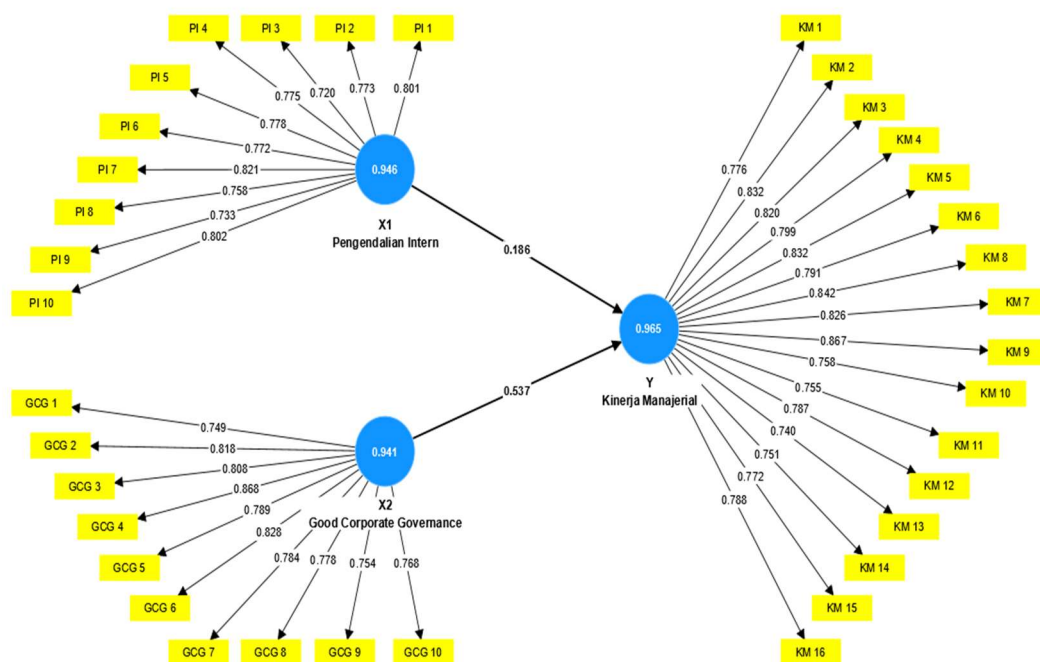 PI 4
PI 3
PI 2
PI 1
PI 5
PI 6
PI 7
PI 8
PI 9
PI 10
0.775
0.720
0.773
0.801
0.778
0.772
0.821
0.758
0.733
0.802
0.946
X1
Pengendalian Intern
0.186
GCG 1
GCG 2
GCG 3
GCG 4
GCG 5
GCG 6
GCG 7
GCG 8
GCG 9
GCG 10
0.749
0.818
0.808
0.868
0.789
0.828
0.784
0.778
0.754
0.768
0.941
X2
Good Corporate Governance
0.537
0.965
Y
Kinerja Manajerial
0.776
0.832
0.820
0.799
0.832
0.791
0.842
0.826
0.867
0.758
0.755
0.787
0.740
0.751
0.772
0.788
KM 1
KM 2
KM 3
KM 4
KM 5
KM 6
KM 8
KM 7
KM 9
KM 10
KM 11
KM 12
KM 13
KM 14
KM 15
KM 16